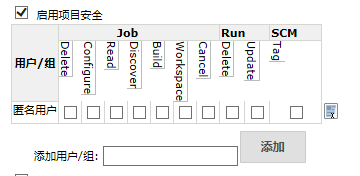 启用项目安全
用户/组
Job
Run
SCM
Delete
Configure
Read
Discover
Build
Workspace
Cancel
Delete
Update
Tag
匿名用户
添加用户/组:
添加